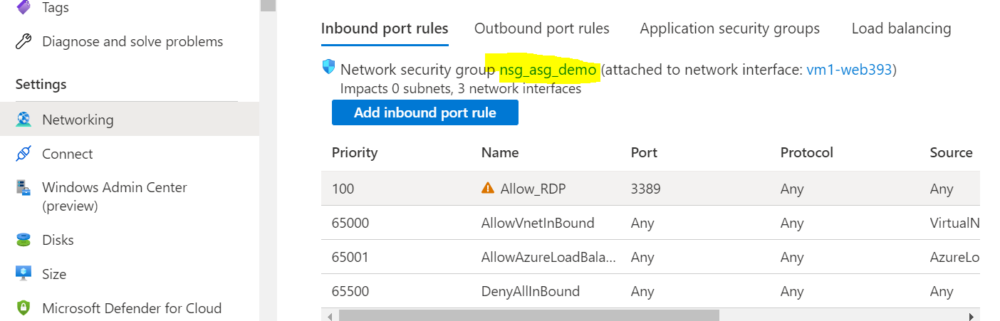 Tags
Diagnose and solve problems
Settings
Networking
Connect
Windows Admin Center
(preview)
Disks
Size
Microsoft Defender for Cloud
Inbound port rules Outbound port rules Application security groups Load balancing
Network security group nsg_asg_demo (attached to network interface: vm1-web393)
Impacts 0 subnets, 3 network interfaces
Add inbound port rule
Priority Name Port Protocol Source
100 Allow_RDP 3389 Any Any
65000 AllowVnetInBound Any Any VirtualN
65001 AllowAzureLoadBala... Any Any AzureLo
65500 DenyAllInBound Any Any Any